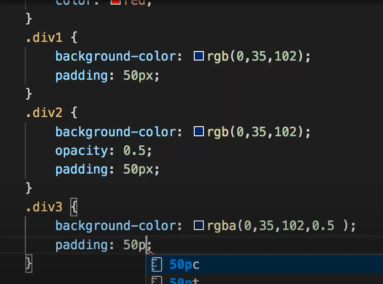 color: red;
}
.div1 {
background-color: rgb(0,35,102);
padding: 50px;
}
.div2 {
background-color: rgb(0,35,102);
opacity: 0.5;
padding: 50px;
}
.div3 {
background-color: rgba(0,35,102,0.5 );
padding: 50p;
}
50pc
50pt